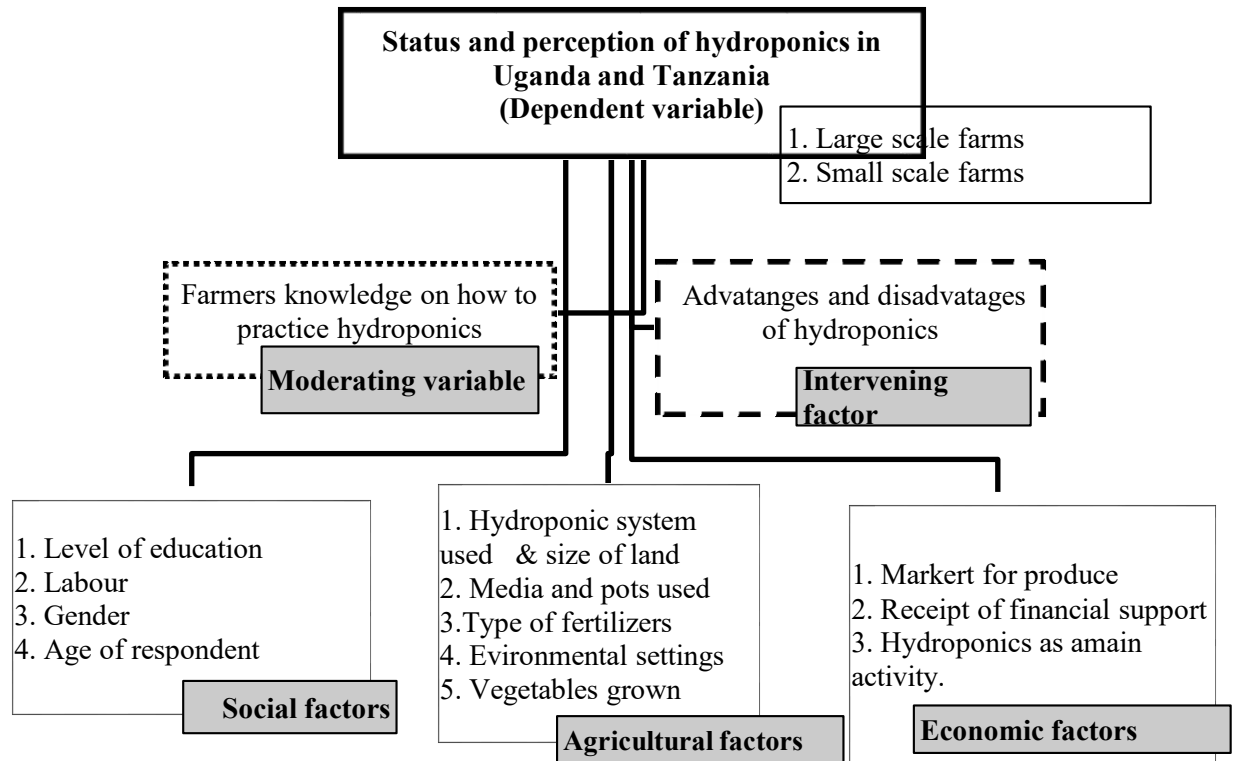 Status and perception of hydroponics in
Uganda and Tanzania
(Dependent variable)
1. Large scale farms
2. Small scale farms
Farmers knowledge on how to
practice hydroponics
Moderating variable
Advatanges and disadvatages
of hydroponics
Intervening
factor
1. Level of education
2. Labour
3. Gender
4. Age of respondent
Social factors
1. Hydroponic system
used & size of land
2. Media and pots used
3.Type of fertilizers
4. Evironmental settings
5. Vegetables grown
Agricultural factors
1. Markert for produce
2. Receipt of financial support
3. Hydroponics as amain
activity.
Economic factors